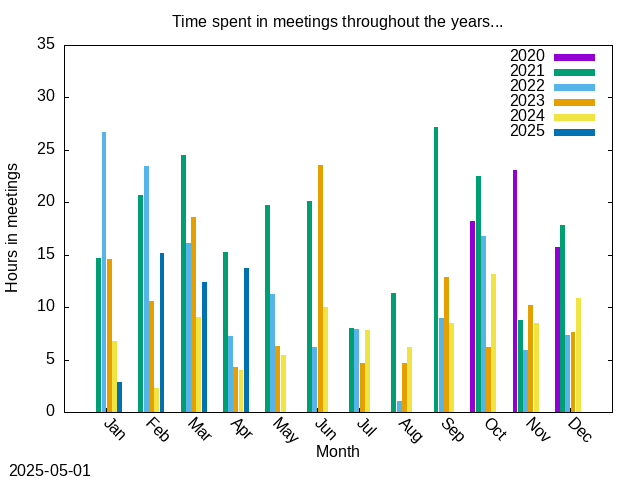 Time spent in meetings throughout the years...
35
30
25
20
15
10
5
0
Hours in meetings
2020
2021
2022
2023
2024
2025
Jan
Feb
Mar
Apr
May
Jun
Jul
Aug
Sep
Oct
Nov
Dec
Month
2025-05-01